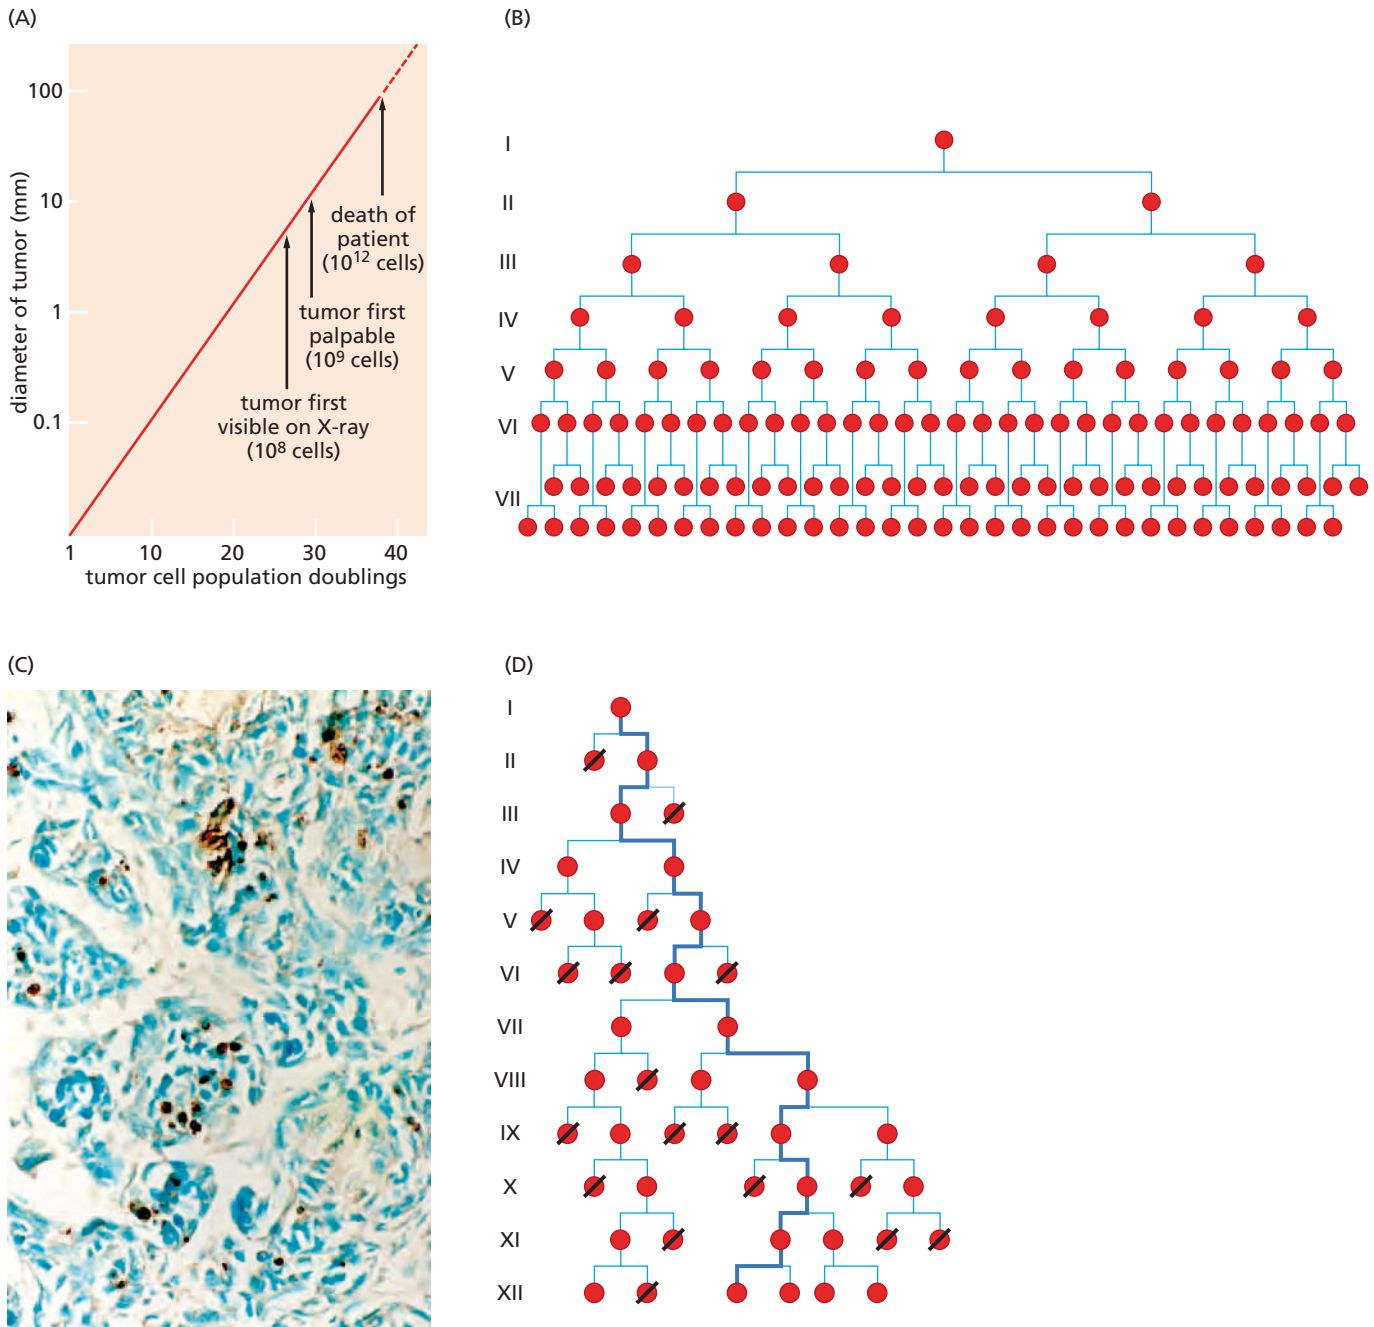 (A)
diameter of tumor (mm)
100
10
1
0.1
death of
patient
(10¹² cells)
tumor first
palpable
(10⁹ cells)
tumor first
visible on X-ray
(10⁸ cells)
1 10 20 30 40
tumor cell population doublings
(B)
I
II
III
IV
V
VI
VII
(C)
(D)
I
II
III
IV
V
VI
VII
VIII
IX
X
XI
XII